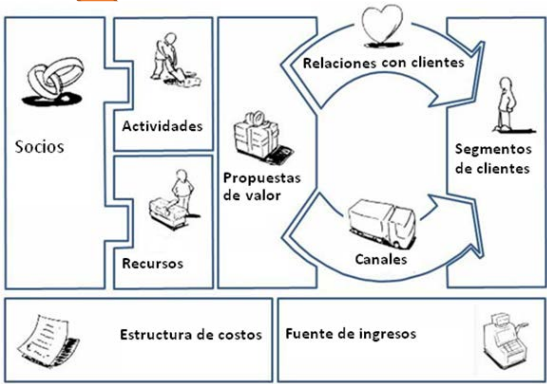 Socios
Actividades
Recursos
Propuestas
de valor
Relaciones con clientes
Canales
Segmentos
de clientes
Estructura de costos
Fuente de ingresos